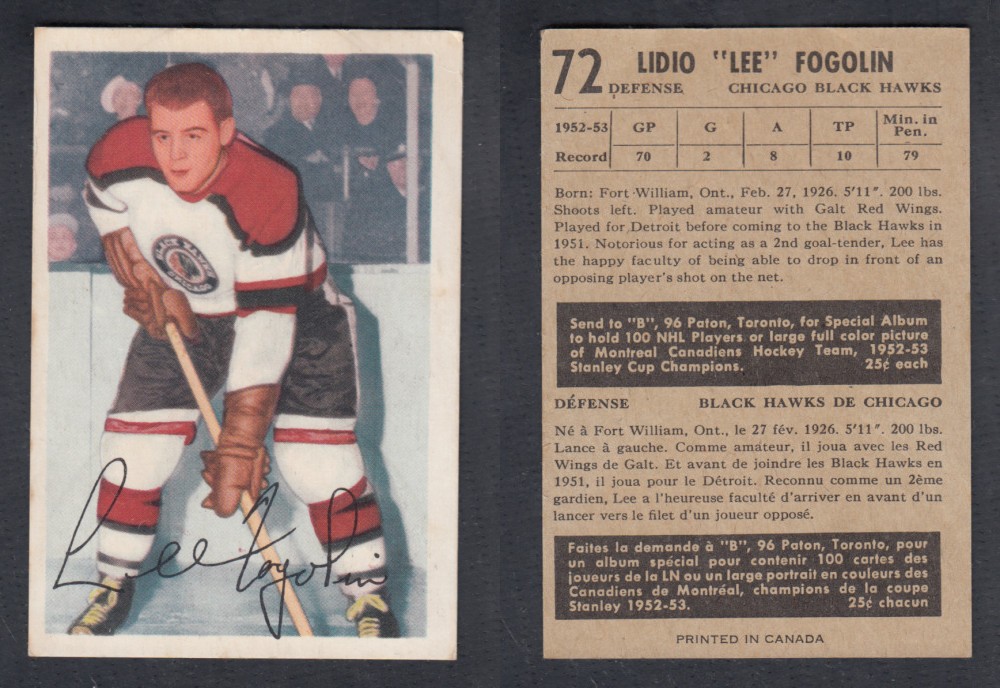 BLACK HAWKS
CHICAGO
Lee Fogolin
72 LIDIO "LEE" FOGOLIN
DEFENSE CHICAGO BLACK HAWKS
1952-53 Record GP G A TP Min. in Pen.
70 2 8 10 79
Born: Fort William, Ont., Feb. 27, 1926. 5'11". 200 lbs.
Shoots left. Played amateur with Galt Red Wings.
Played for Detroit before coming to the Black Hawks in
1951. Notorious for acting as a 2nd goal-tender, Lee has
the happy faculty of being able to drop in front of an
opposing player's shot on the net.
Send to "B", 96 Paton, Toronto, for Special Album
to hold 100 NHL Players or large full color picture
of Montreal Canadiens Hockey Team, 1952-53
Stanley Cup Champions. 25¢ each
DÉFENSE BLACK HAWKS DE CHICAGO
Né à Fort William, Ont., le 27 fév. 1926. 5'11". 200 lbs.
Lance à gauche. Comme amateur, il joua avec les Red
Wings de Galt. Et avant de joindre les Black Hawks en
1951, il joua pour le Détroit. Reconnu comme un 2ème
gardien, Lee a l'heureuse faculté d'arriver en avant d'un
lancer vers le filet d'un joueur opposé.
Faites la demande à "B", 96 Paton, Toronto, pour
un album spécial pour contenir 100 cartes des
joueurs de la LN ou un large portrait en couleurs des
Canadiens de Montréal, champions de la coupe
Stanley 1952-53. 25¢ chacun
PRINTED IN CANADA